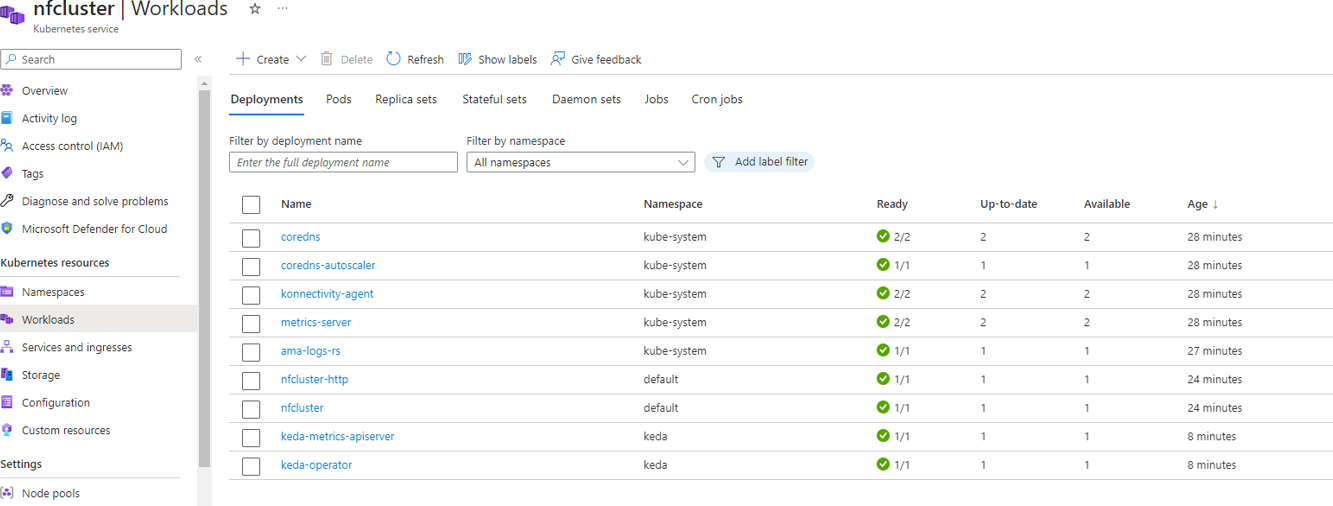 nfcluster | Workloads ☆ ...
Kubernetes service
Search «
Overview
Activity log
Access control (IAM)
Tags
Diagnose and solve problems
Microsoft Defender for Cloud
Kubernetes resources
Namespaces
Workloads
Services and ingresses
Storage
Configuration
Custom resources
Settings
Node pools
Create Delete Refresh Show labels Give feedback
Deployments Pods Replica sets Stateful sets Daemon sets Jobs Cron jobs
Filter by deployment name Filter by namespace
Enter the full deployment name All namespaces Add label filter
Name Namespace Ready Up-to-date Available Age ↓
coredns kube-system 2/2 2 2 28 minutes
coredns-autoscaler kube-system 1/1 1 1 28 minutes
konnectivity-agent kube-system 2/2 2 2 28 minutes
metrics-server kube-system 2/2 2 2 28 minutes
ama-logs-rs kube-system 1/1 1 1 27 minutes
nfcluster-http default 1/1 1 1 24 minutes
nfcluster default 1/1 1 1 24 minutes
keda-metrics-apiserver keda 1/1 1 1 8 minutes
keda-operator keda 1/1 1 1 8 minutes